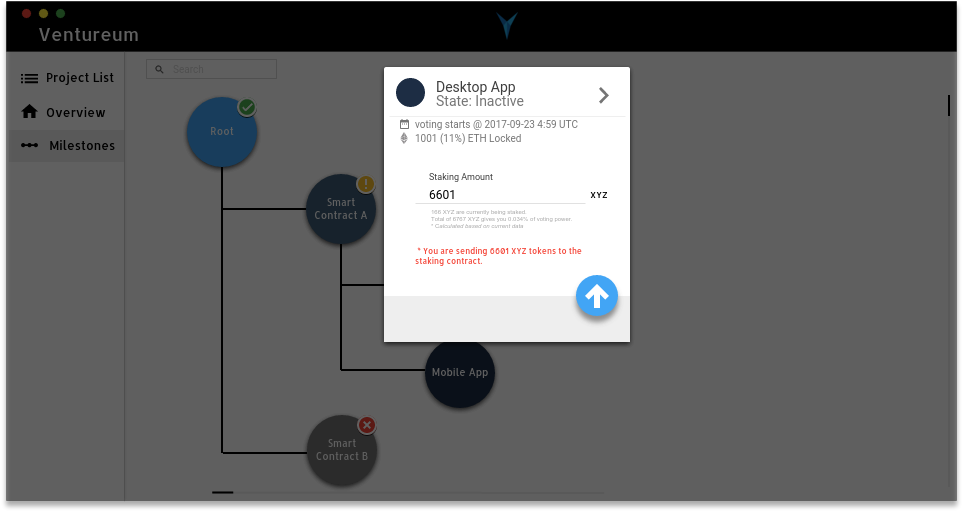 Ventureum
Project List
Overview
Milestones
Search
Root
Smart
Contract A
Mobile App
Smart
Contract B
Desktop App
State: Inactive
voting starts @ 2017-09-23 4:59 UTC
1001 (11%) ETH Locked
Staking Amount
6601 XYZ
166 XYZ are currently being staked.
Total of 6767 XYZ gives you 0.034% of voting power.
* Calculated based on current data
* You are sending 6601 XYZ tokens to the
staking contract.